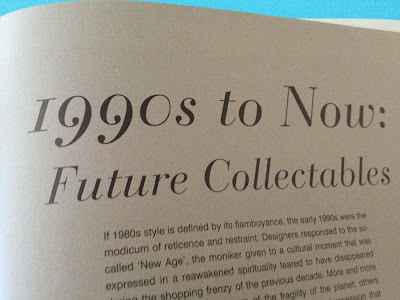 1990s to Now:
Future Collectables
If 1980s style is defined by its flamboyance, the early 1990s were the
modicum of reticence and restraint. Designers responded to the so-
called ‘New Age’, the moniker given to a cultural moment that was
expressed in a reawakened spirituality feared to have disappeared
during the shopping frenzy of the previous decade. More and more
of the fragility of the planet; others
that